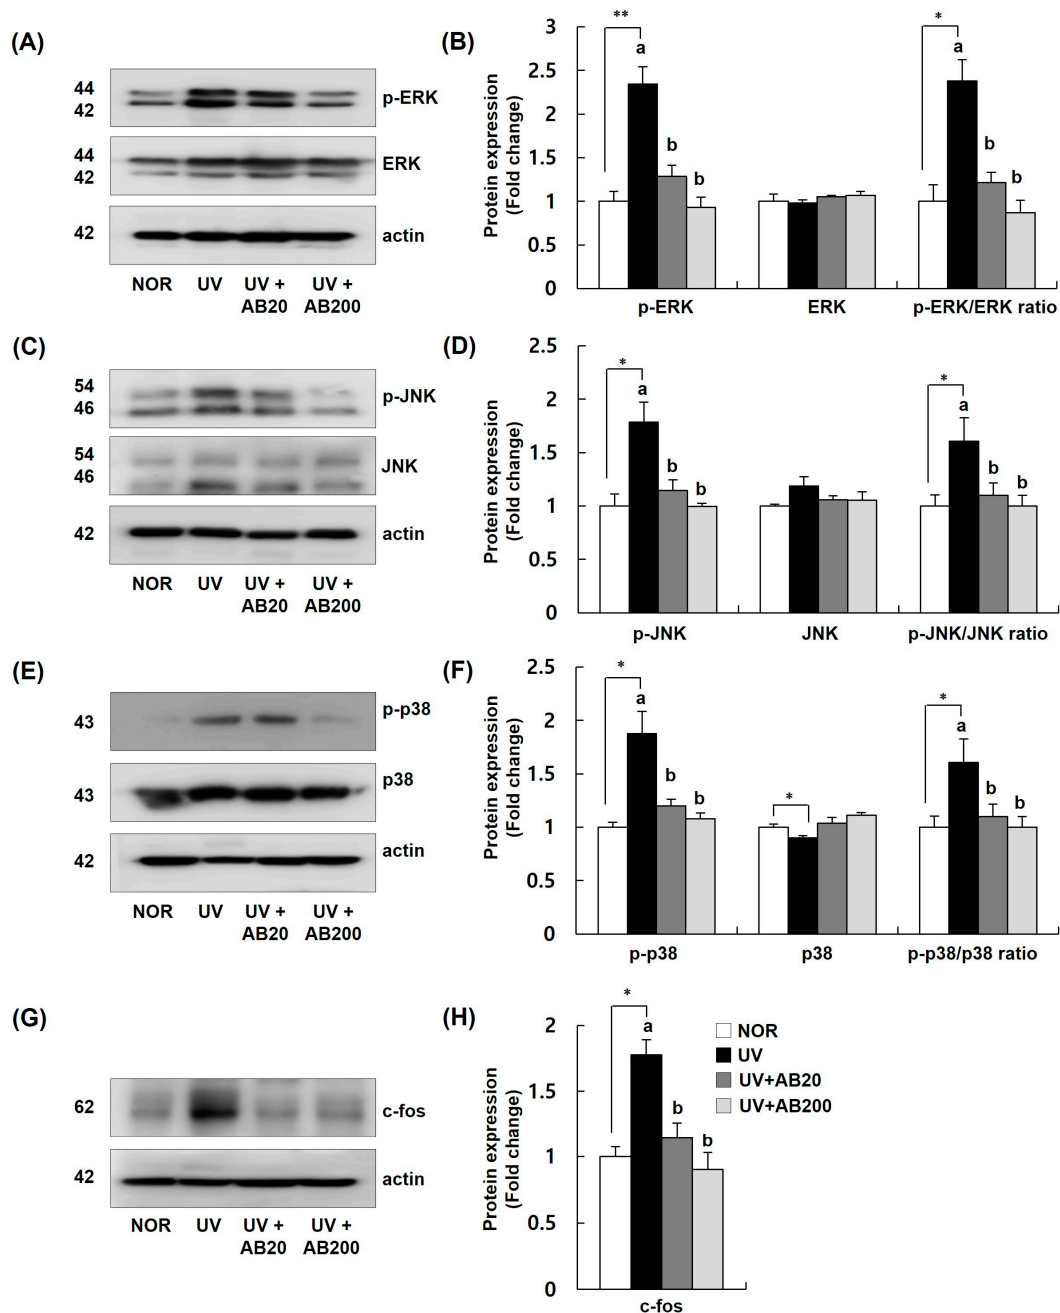 (A)
44
42
p-ERK
44
42
ERK
42
actin
NOR UV UV + UV +
AB20 AB200
(B)
Protein expression
(Fold change)
3
2.5
2
1.5
1
0.5
0
** a b b
* a b b
p-ERK ERK p-ERK/ERK ratio
(C)
54
46
p-JNK
54
46
JNK
42
actin
NOR UV UV + UV +
AB20 AB200
(D)
Protein expression
(Fold change)
2.5
2
1.5
1
0.5
0
* a b b
* a b b
p-JNK JNK p-JNK/JNK ratio
(E)
43
p-p38
43
p38
42
actin
NOR UV UV + UV +
AB20 AB200
(F)
Protein expression
(Fold change)
2.5
2
1.5
1
0.5
0
* a b b
*
* a b b
p-p38 p38 p-p38/p38 ratio
(G)
62
c-fos
42
actin
NOR UV UV + UV +
AB20 AB200
(H)
Protein expression
(Fold change)
2
1.5
1
0.5
0
* a b b
NOR
UV
UV+AB20
UV+AB200
c-fos